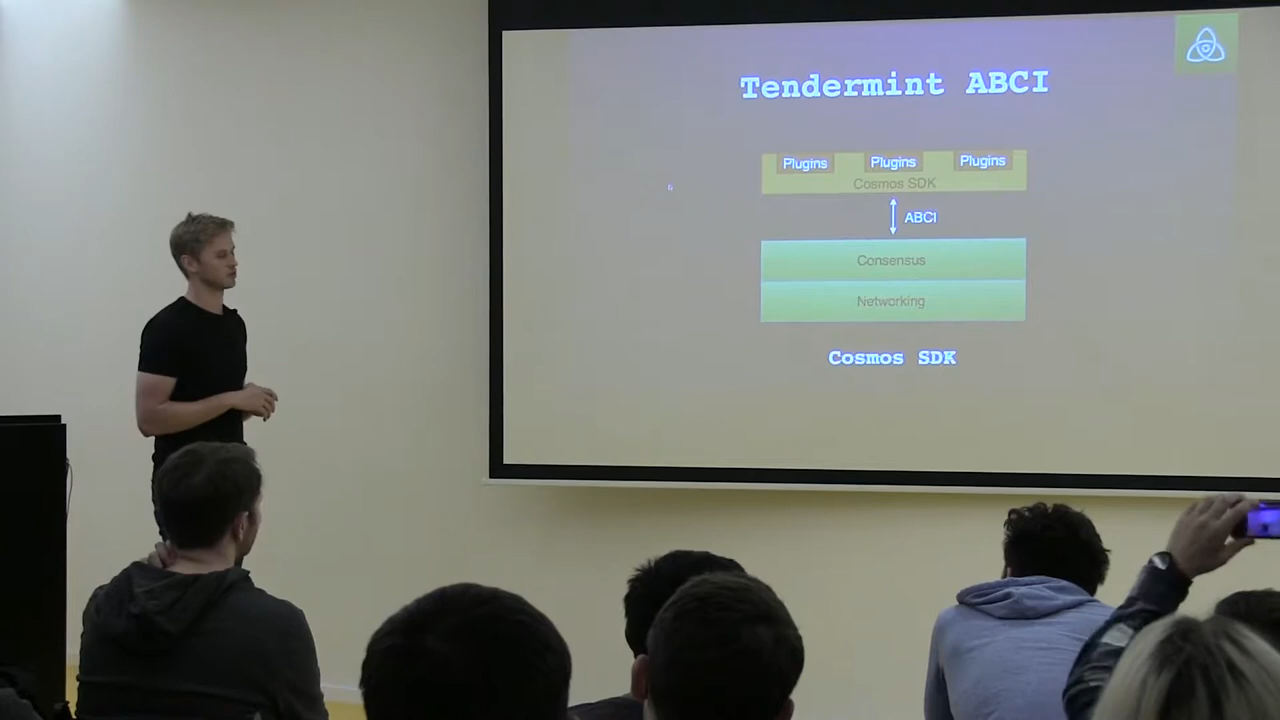 Tendermint ABCI
Plugins Plugins Plugins
Cosmos SDK
ABCI
Consensus
Networking
Cosmos SDK